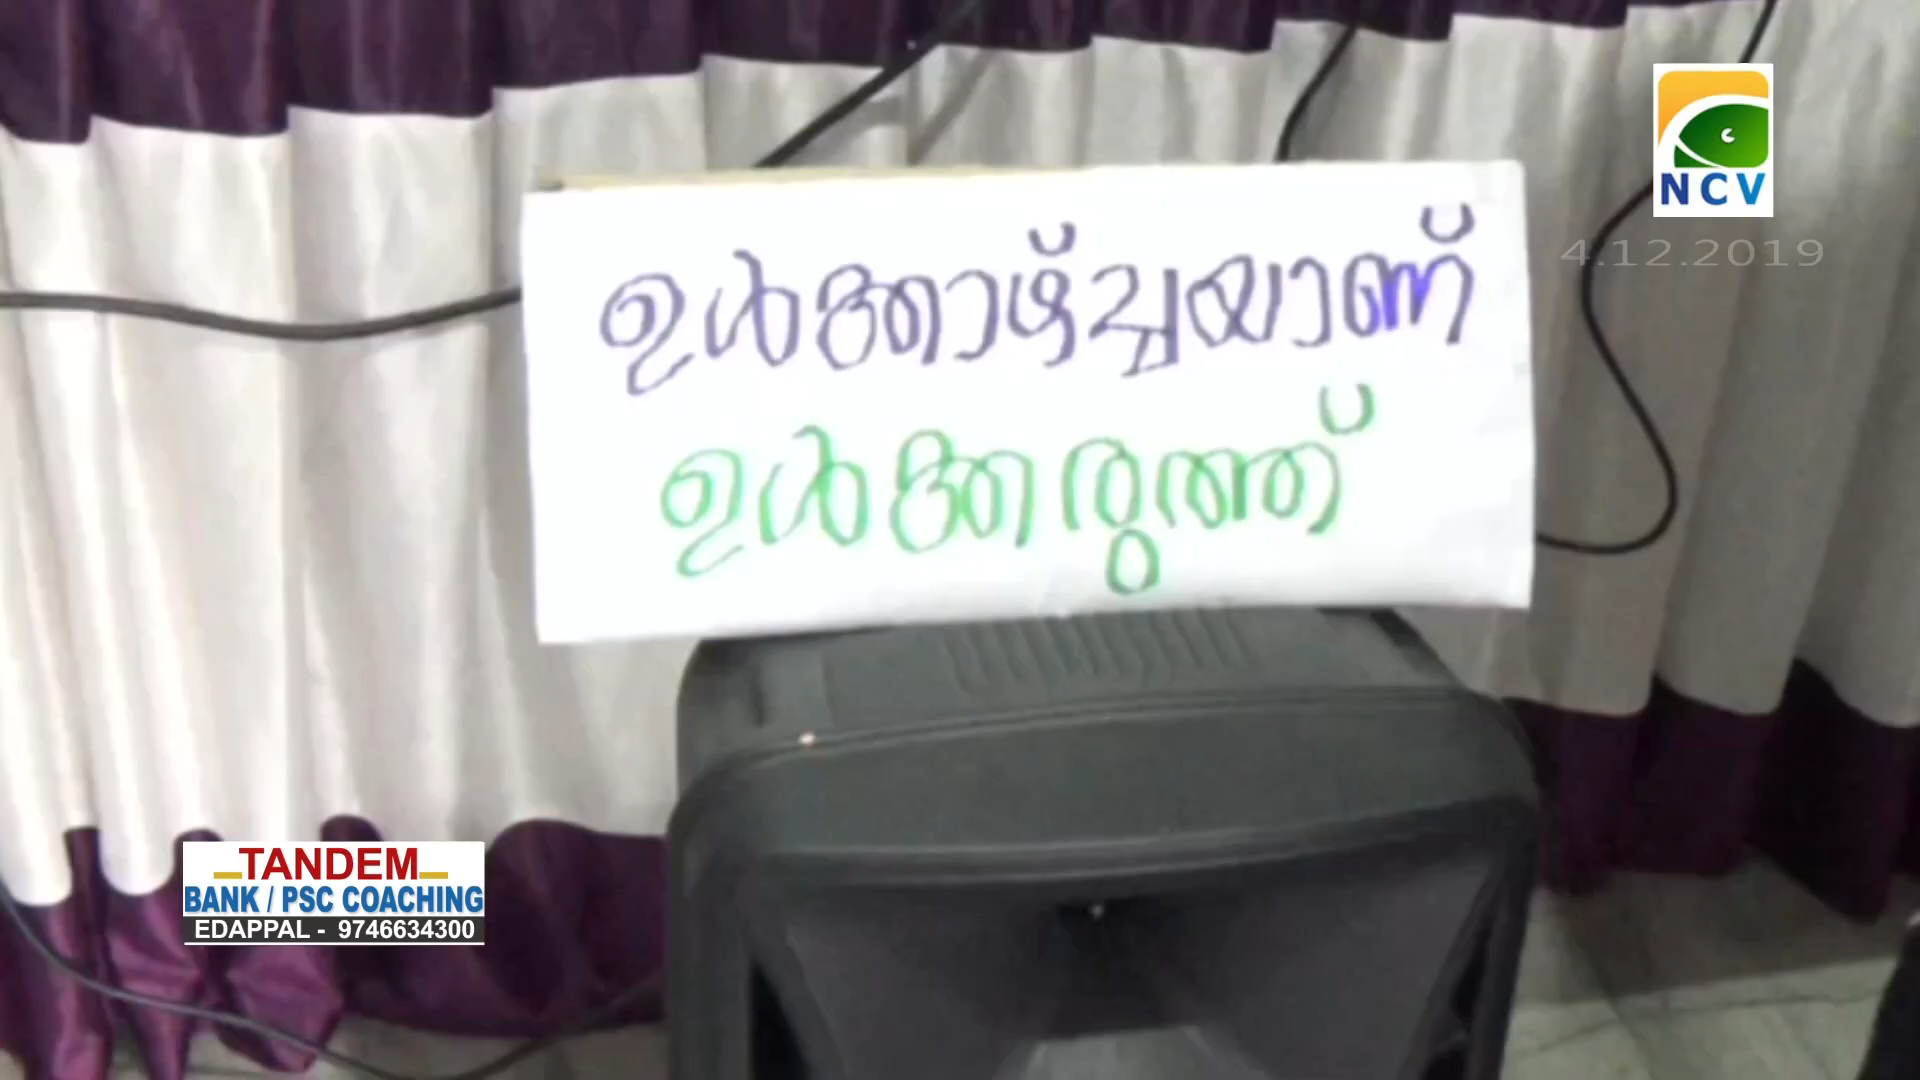 NCV
4.12.2019
ഉൾക്കാഴ്ച്ചയാണ്
ഉൾക്കരുത്ത്
TANDEM
BANK / PSC COACHING
EDAPPAL - 9746634300